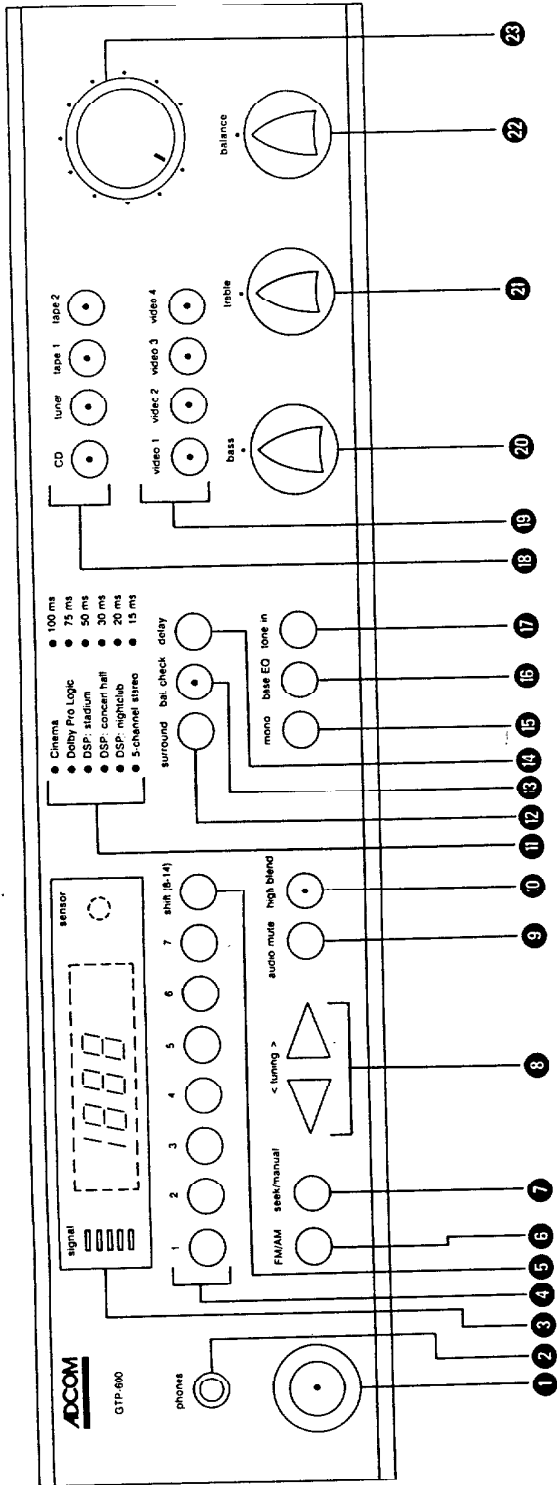 ADCOM
GTP-600
phones
signal
1888
sensor
1 2 3 4 5 6 7 shift (8-14)
FM/AM seek/manual < tuning > audio mute high blend
Cinema 100 ms
Dolby Pro Logic 75 ms
DSP: stadium 50 ms
DSP: concert hall 30 ms
DSP: nightclub 20 ms
5-channel stereo 15 ms
surround bal. check delay
mono base EQ tone in
CD tuner tape 1 tape 2
video 1 video 2 video 3 video 4
bass treble balance
1 2 3 4 5 6 7 8 9 10 11 12 13 14 15 16 17 18 19 20 21 22 23